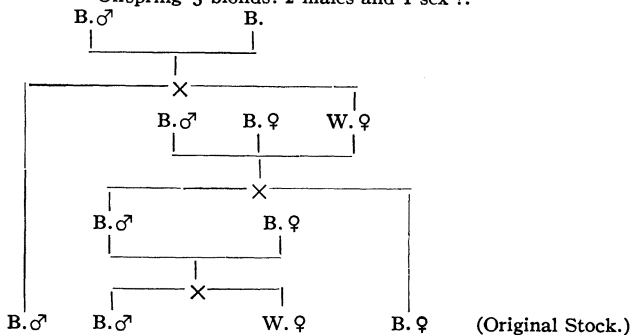 Offspring 3 blonds: 2 males and 1 sex ?.
B.♂ B.
×
B.♂ B.♀ W.♀
×
B.♂ B.♀
×
B.♂ B.♂ W.♀ B.♀ (Original Stock.)